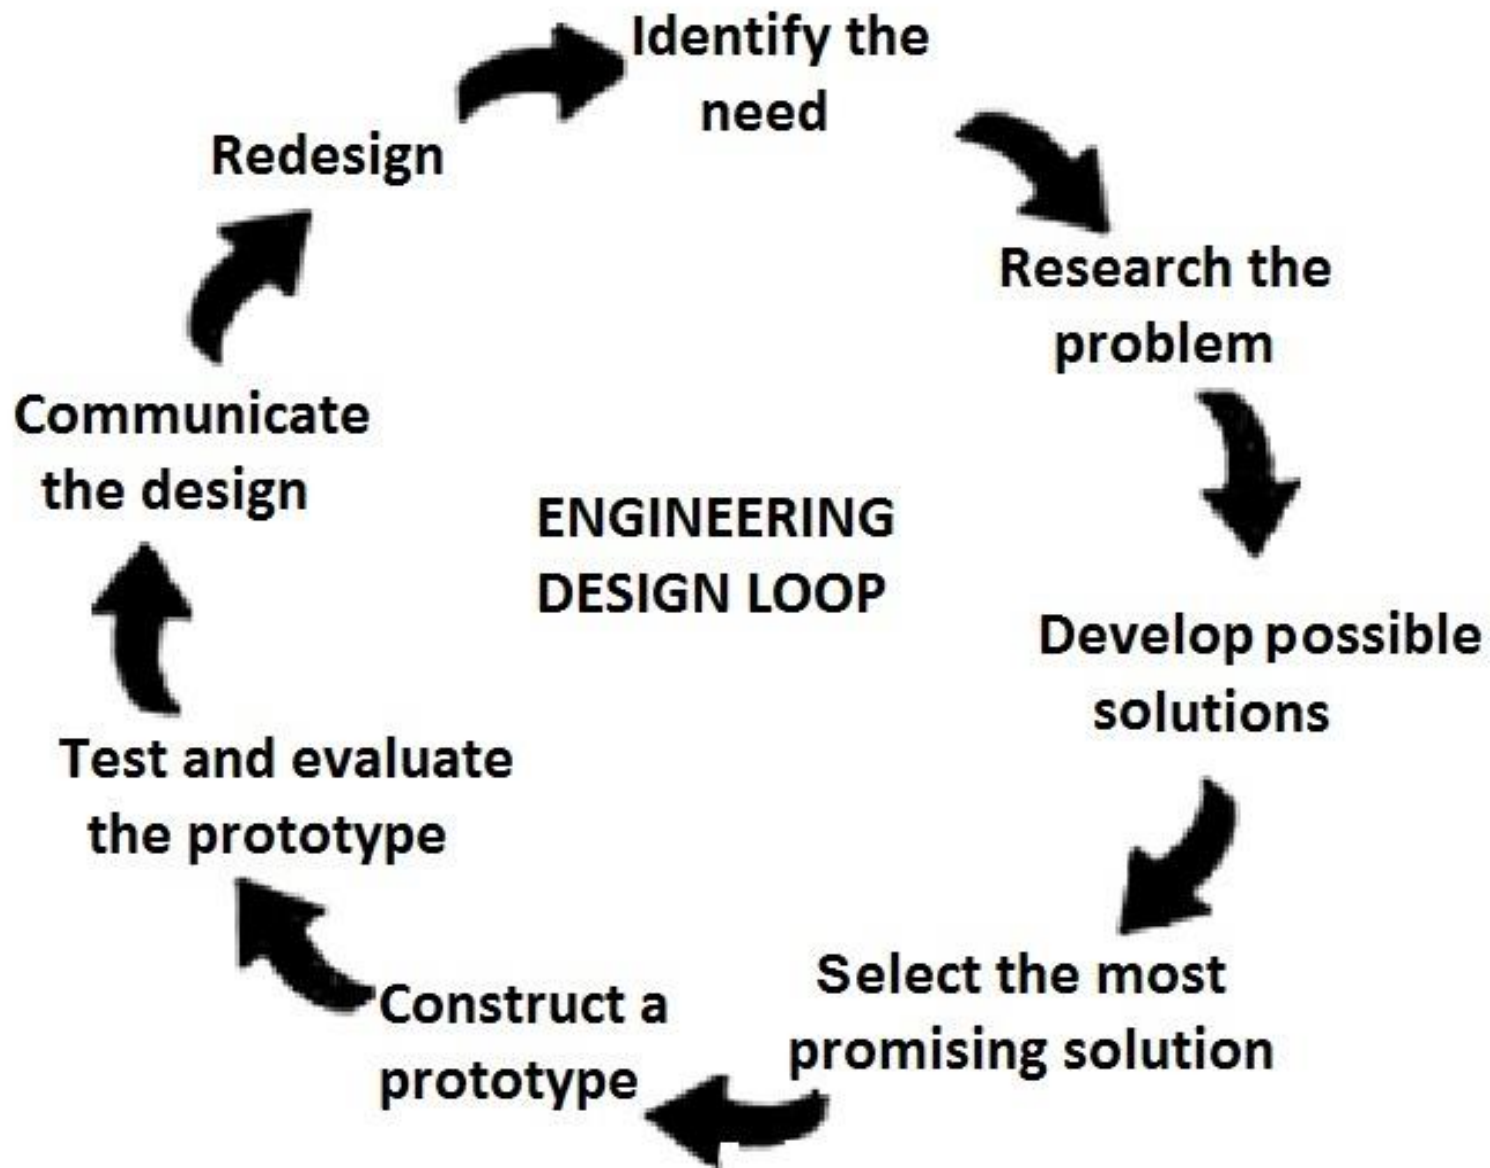 Identify the
need
Research the
problem
Develop possible
solutions
Select the most
promising solution
Construct a
prototype
Test and evaluate
the prototype
Communicate
the design
Redesign
ENGINEERING
DESIGN LOOP